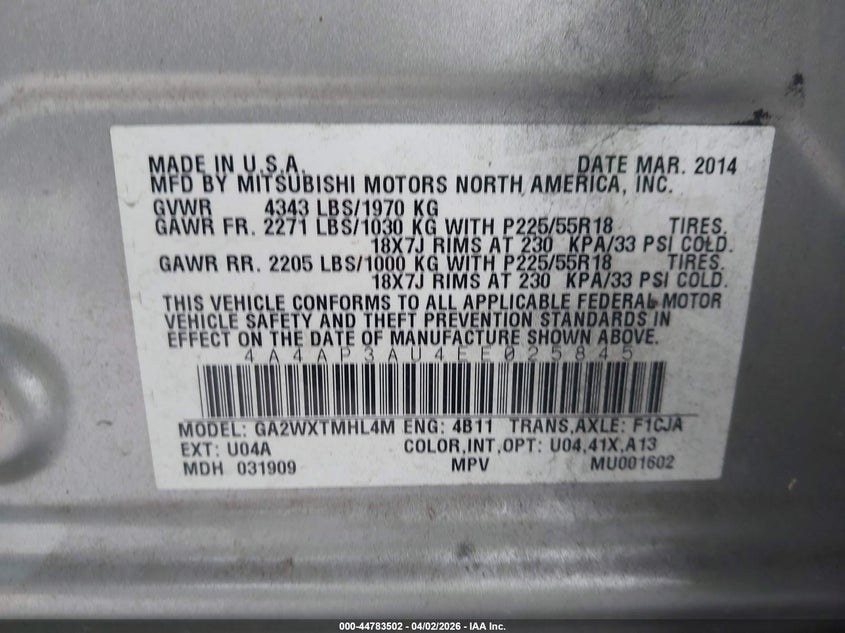 MADE IN U.S.A. DATE MAR. 2014
MFD BY MITSUBISHI MOTORS NORTH AMERICA, INC.
GVWR 4343 LBS/1970 KG
GAWR FR. 2271 LBS/1030 KG WITH P225/55R18 TIRES.
18X7J RIMS AT 230 KPA/33 PSI COLD.
GAWR RR. 2205 LBS/1000 KG WITH P225/55R18 TIRES.
18X7J RIMS AT 230 KPA/33 PSI COLD.
THIS VEHICLE CONFORMS TO ALL APPLICABLE FEDERAL MOTOR
VEHICLE SAFETY AND THEFT PREVENTION STANDARDS IN
EFFECT ON THE DATE OF MANUFACTURE SHOWN ABOVE.
4A4AP3AU4EE025845
MODEL: GA2WXTMHL4M ENG: 4B11 TRANS,AXLE: F1CJA
EXT: U04A COLOR,INT,OPT: U04,41X,A13
MDH 031909 MPV MU001602
000-44783502 | 04/02/2026 - IAA Inc.